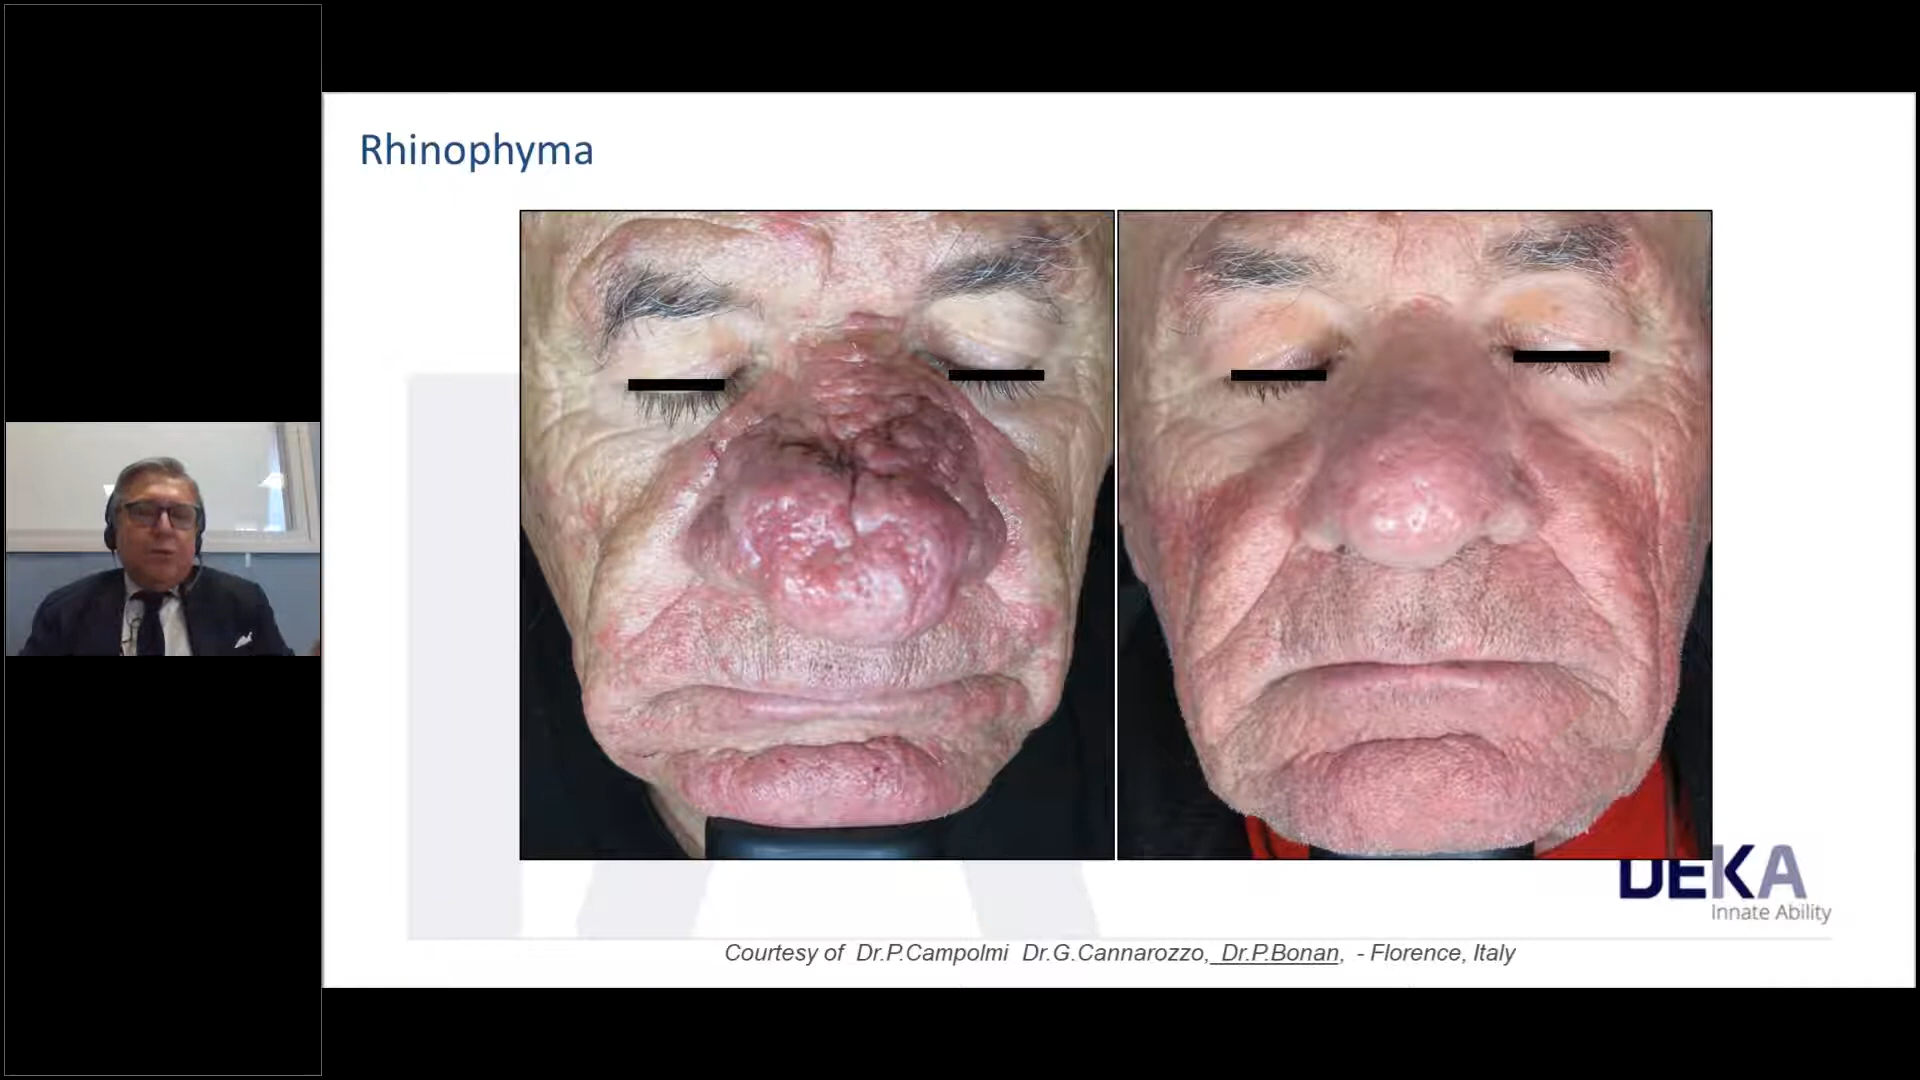 Rhinophyma
DEKA
Innate Ability
Courtesy of Dr.P.Campolmi Dr.G.Cannarozzo, Dr.P.Bonan, - Florence, Italy